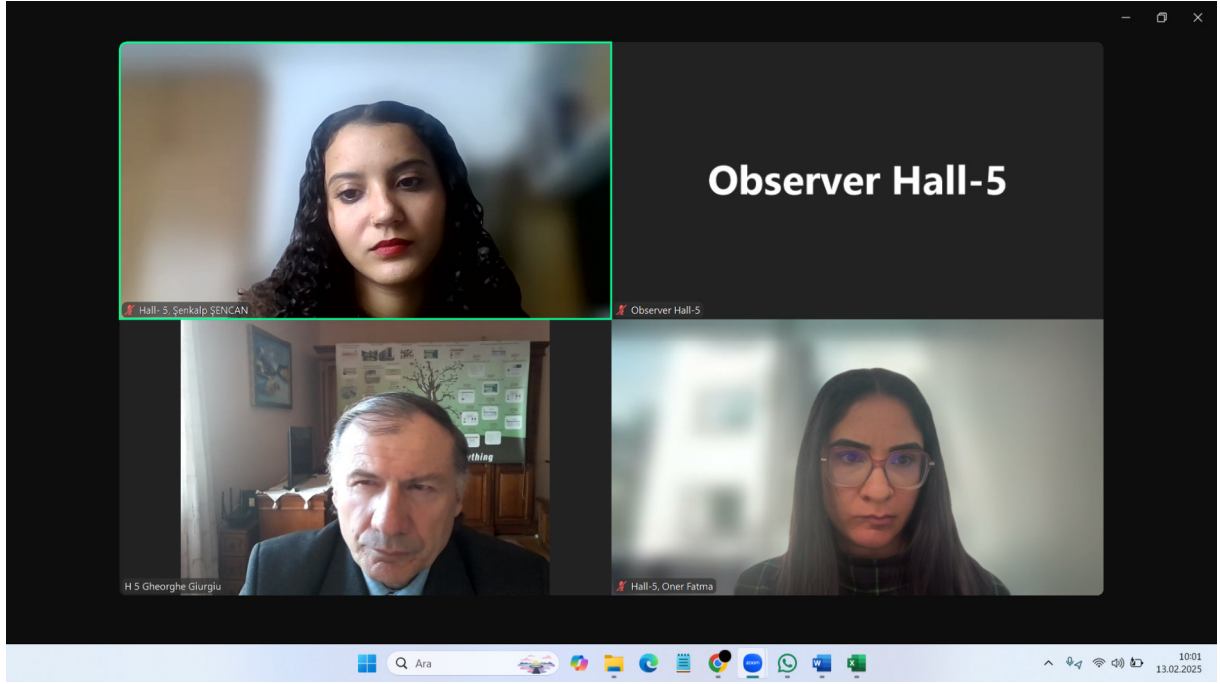 Observer Hall-5
Hall- 5, Şenkalp ŞENCAN
Observer Hall-5
ything
H 5 Gheorghe Giurgiu
Hall-5, Oner Fatma
Ara
zoom
10:01
13.02.2025